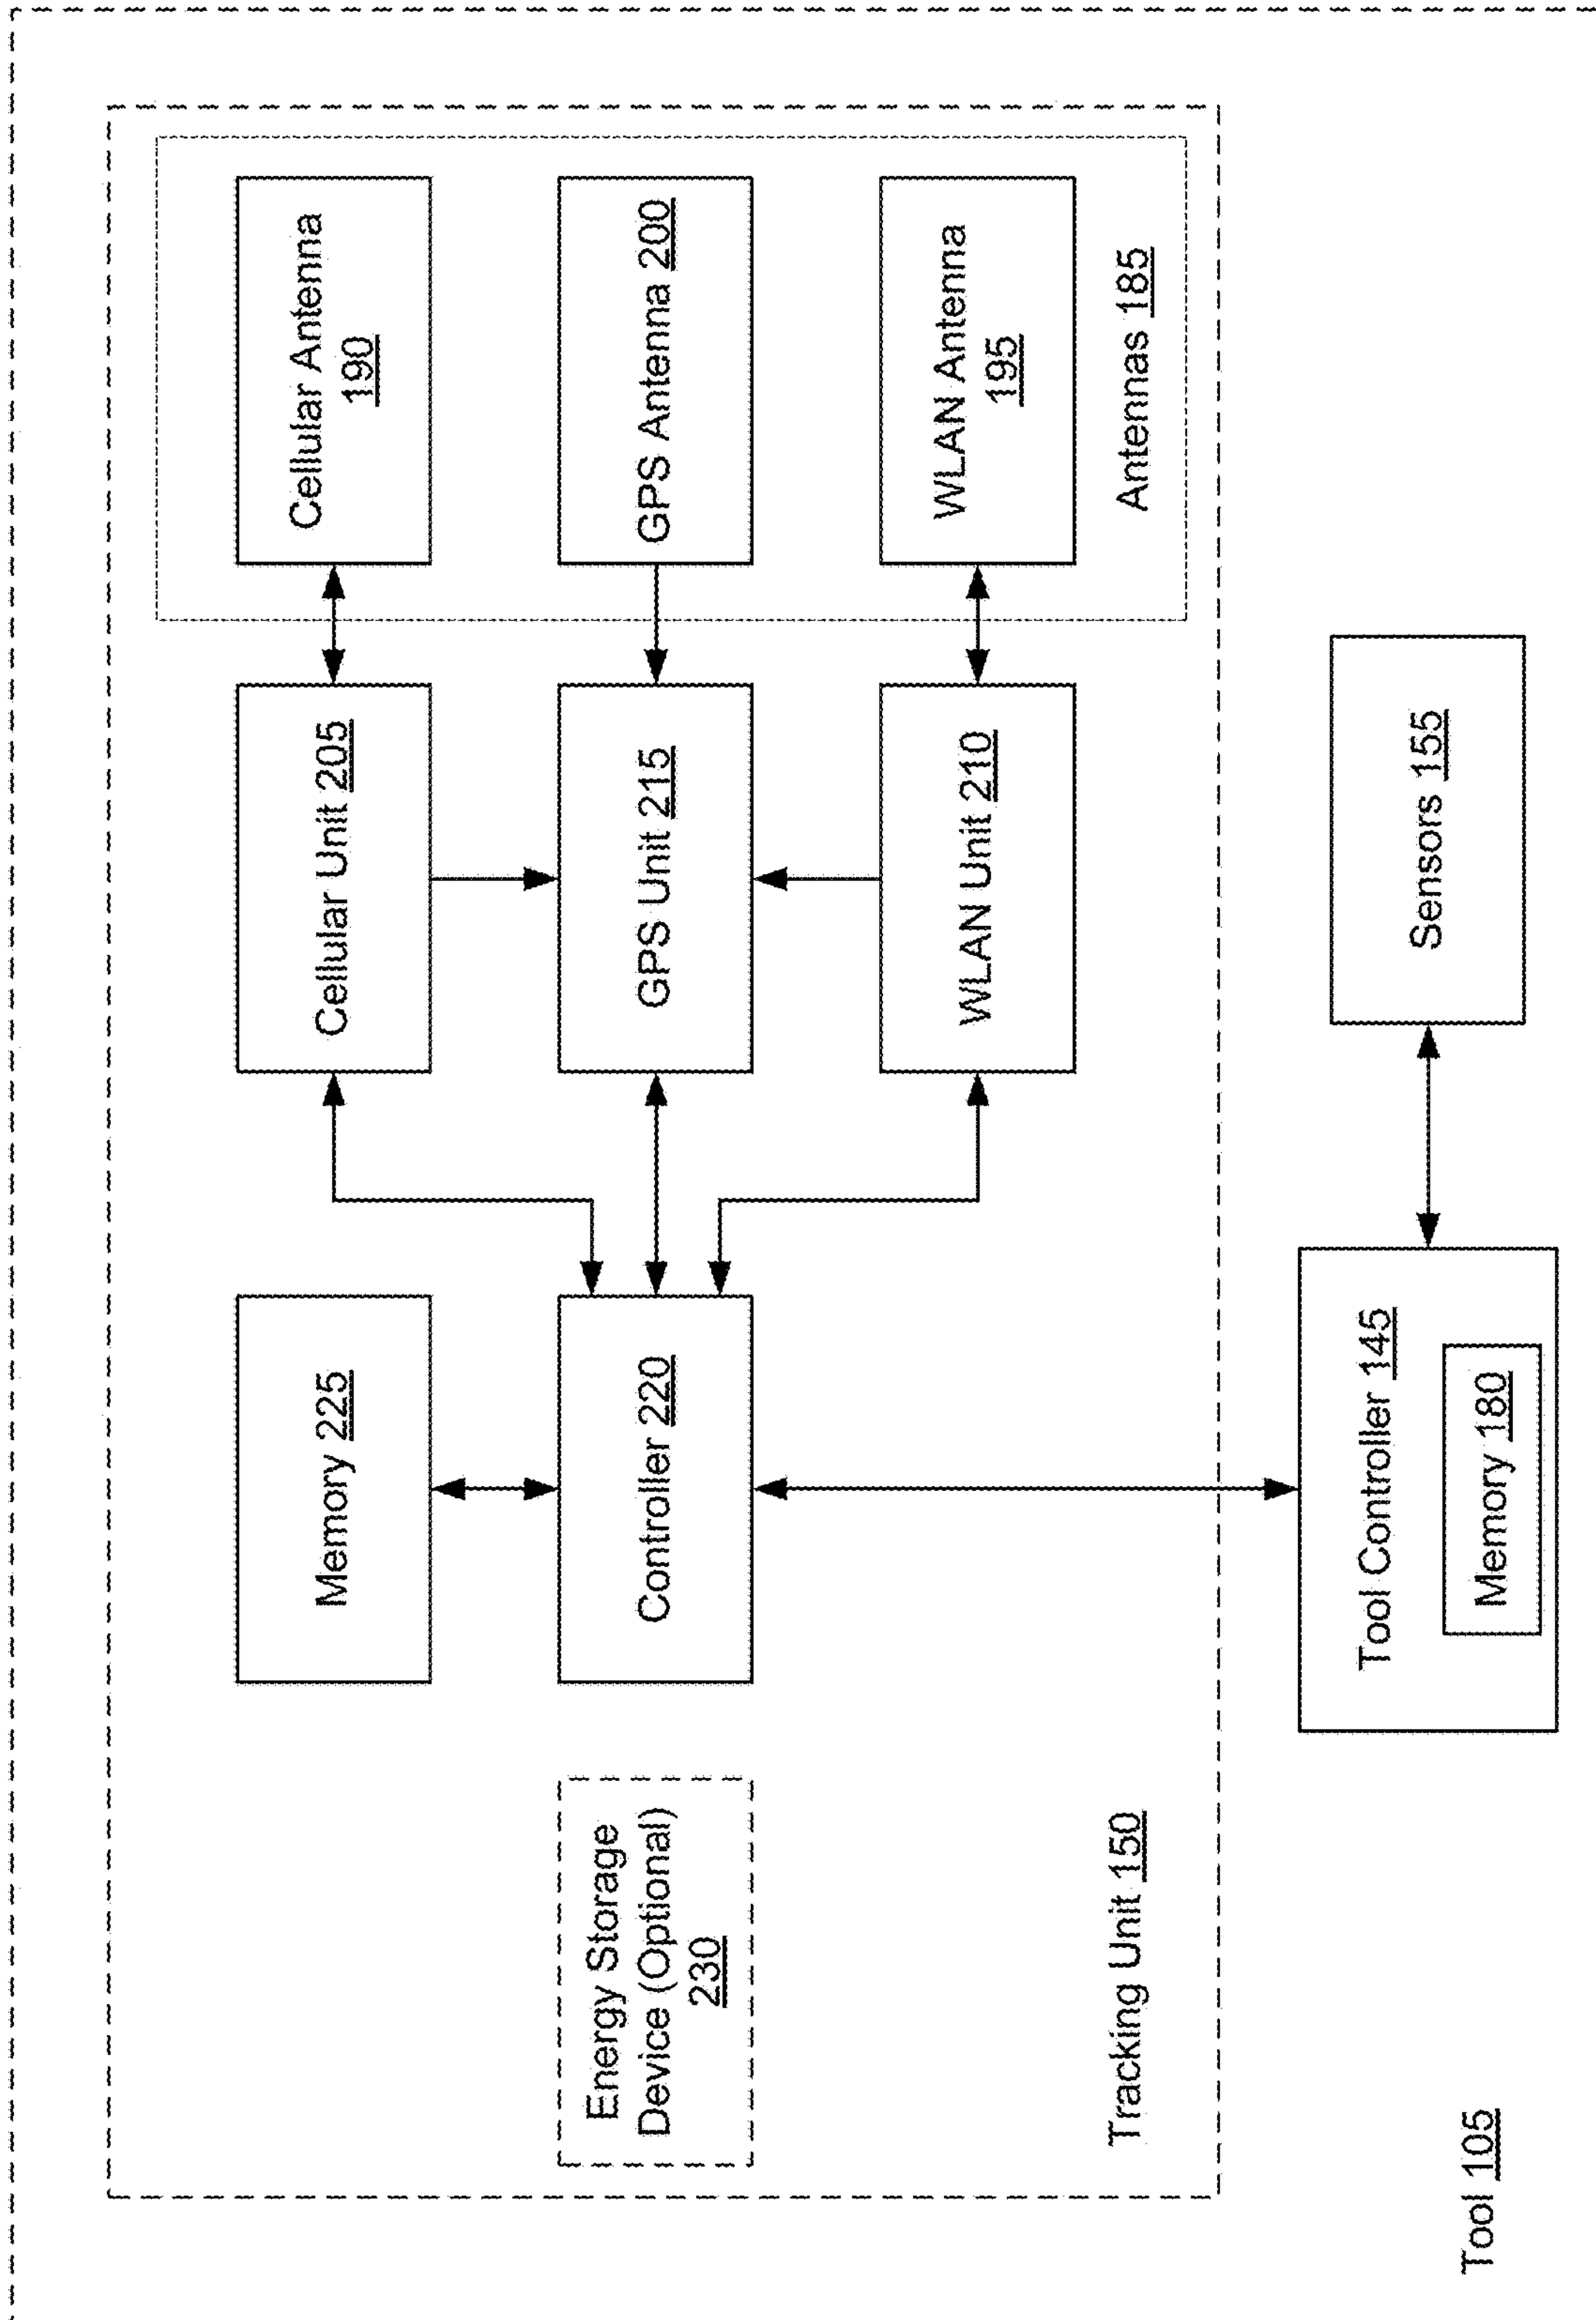 Memory 225
Cellular Unit 205
Cellular Antenna
190
Energy Storage
Device (Optional)
230
Controller 220
GPS Unit 215
GPS Antenna 200
WLAN Unit 210
WLAN Antenna
195
Tracking Unit 150
Antennas 185
Tool Controller 145
Memory 180
Sensors 155
Tool 105